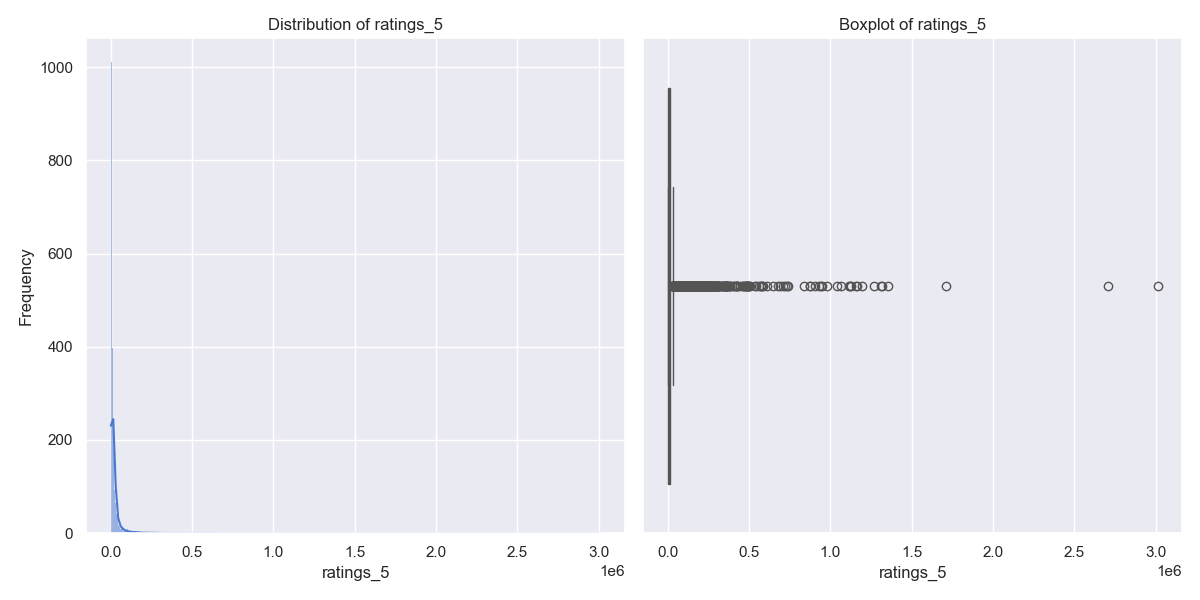 Distribution of ratings_5
Frequency
1000
800
600
400
200
0
0.0 0.5 1.0 1.5 2.0 2.5 3.0
1e6
ratings_5
Boxplot of ratings_5
0.0 0.5 1.0 1.5 2.0 2.5 3.0
1e6
ratings_5